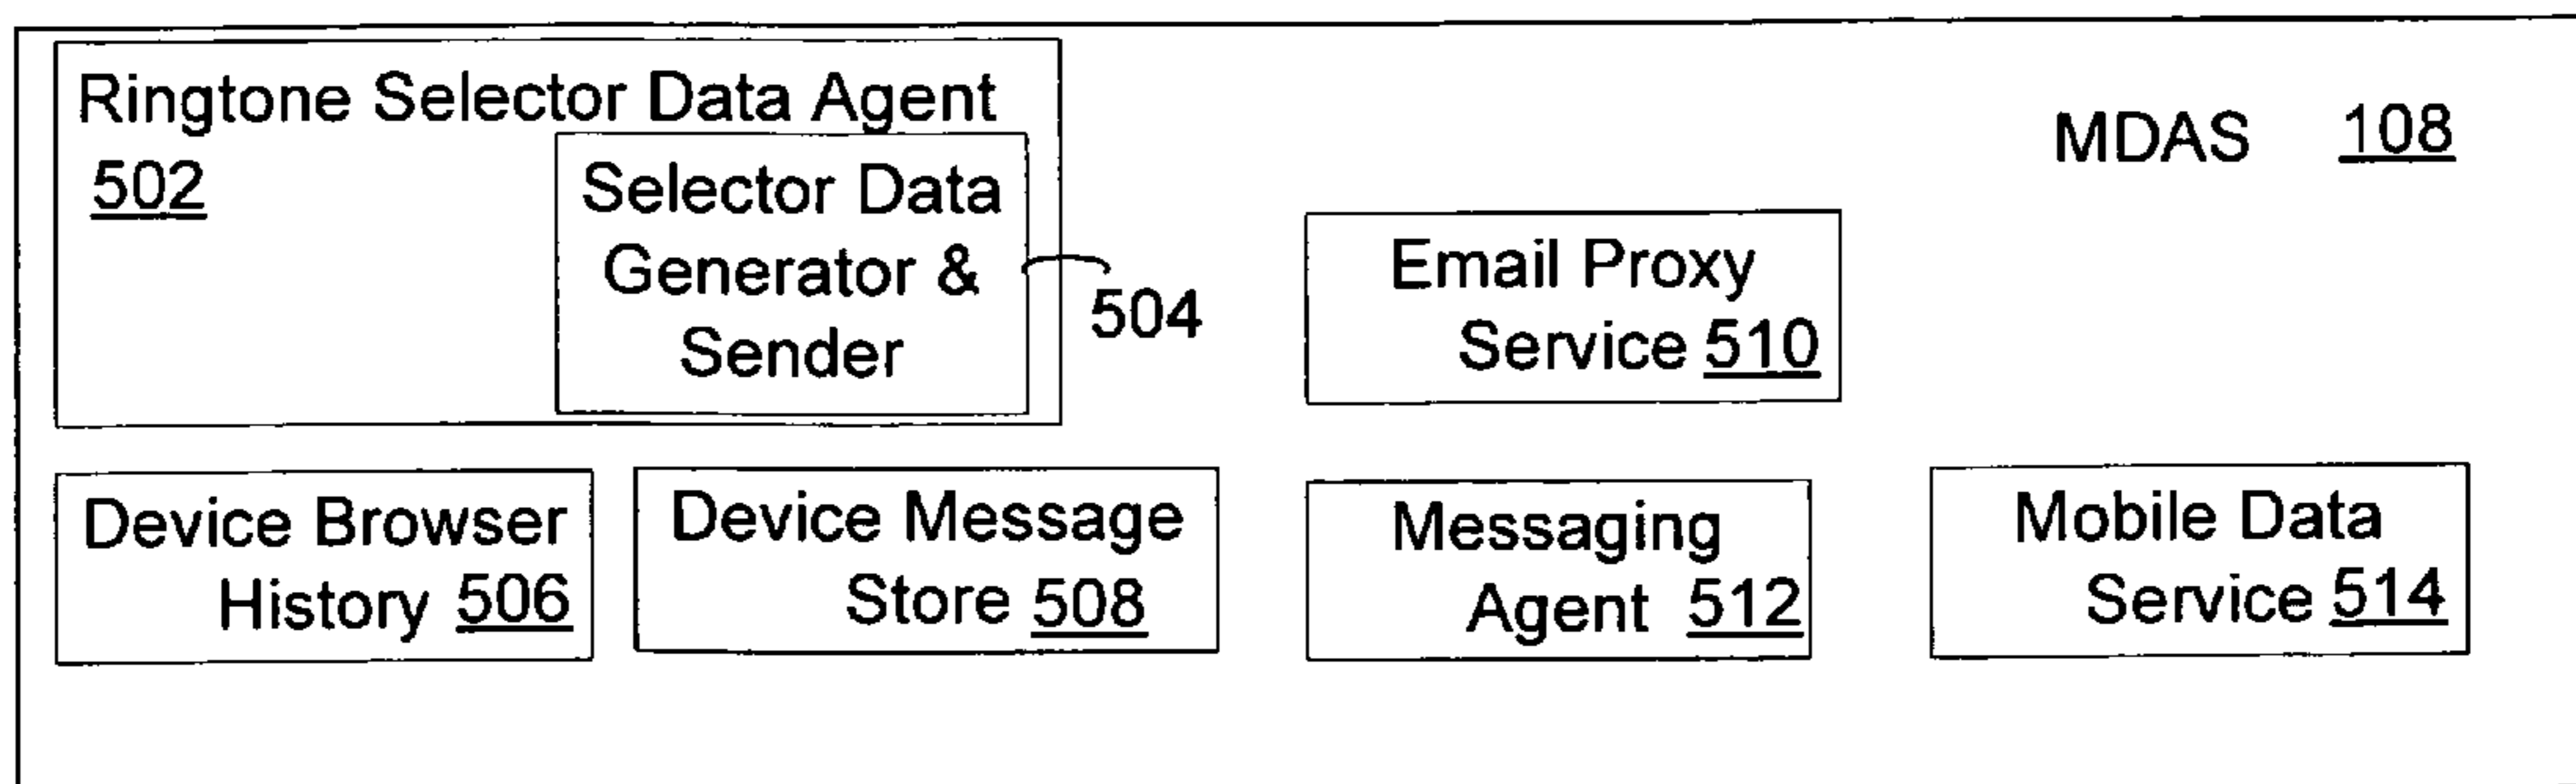 Ringtone Selector Data Agent
502
Selector Data
Generator &
Sender
504
MDAS 108
Email Proxy
Service 510
Device Browser
History 506
Device Message
Store 508
Messaging
Agent 512
Mobile Data
Service 514